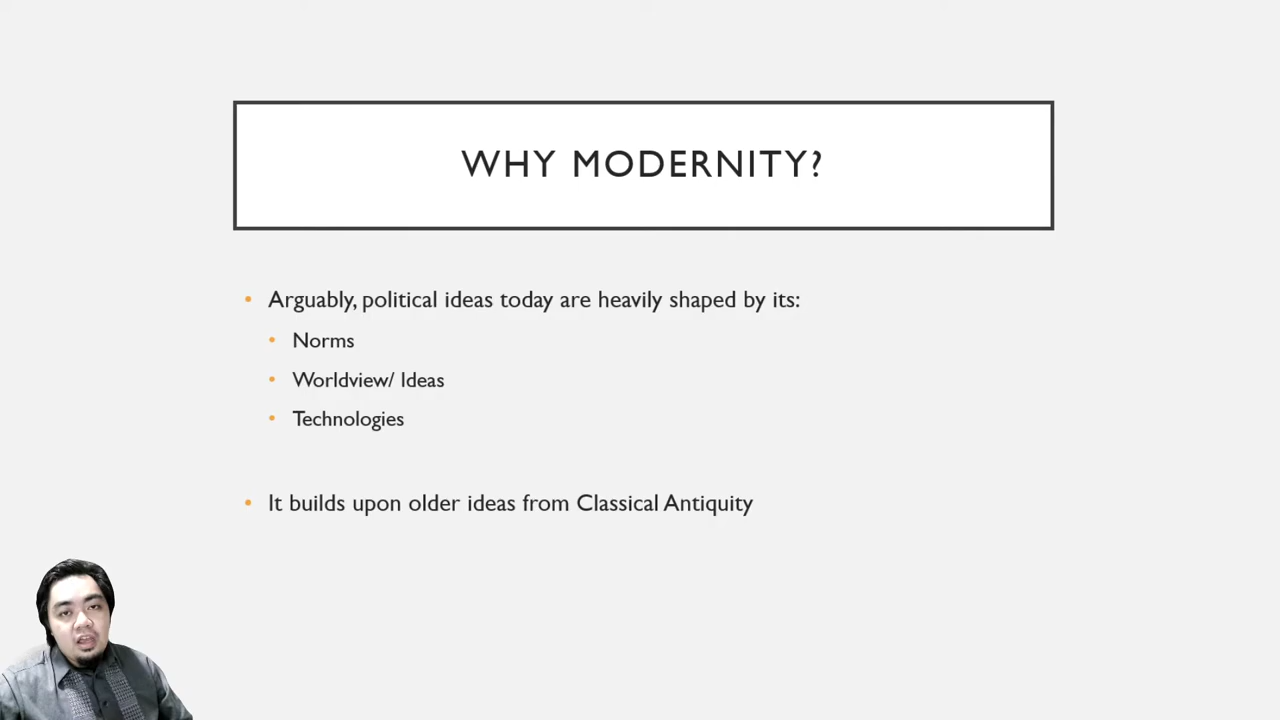 WHY MODERNITY?
• Arguably, political ideas today are heavily shaped by its:
• Norms
• Worldview/ Ideas
• Technologies
• It builds upon older ideas from Classical Antiquity